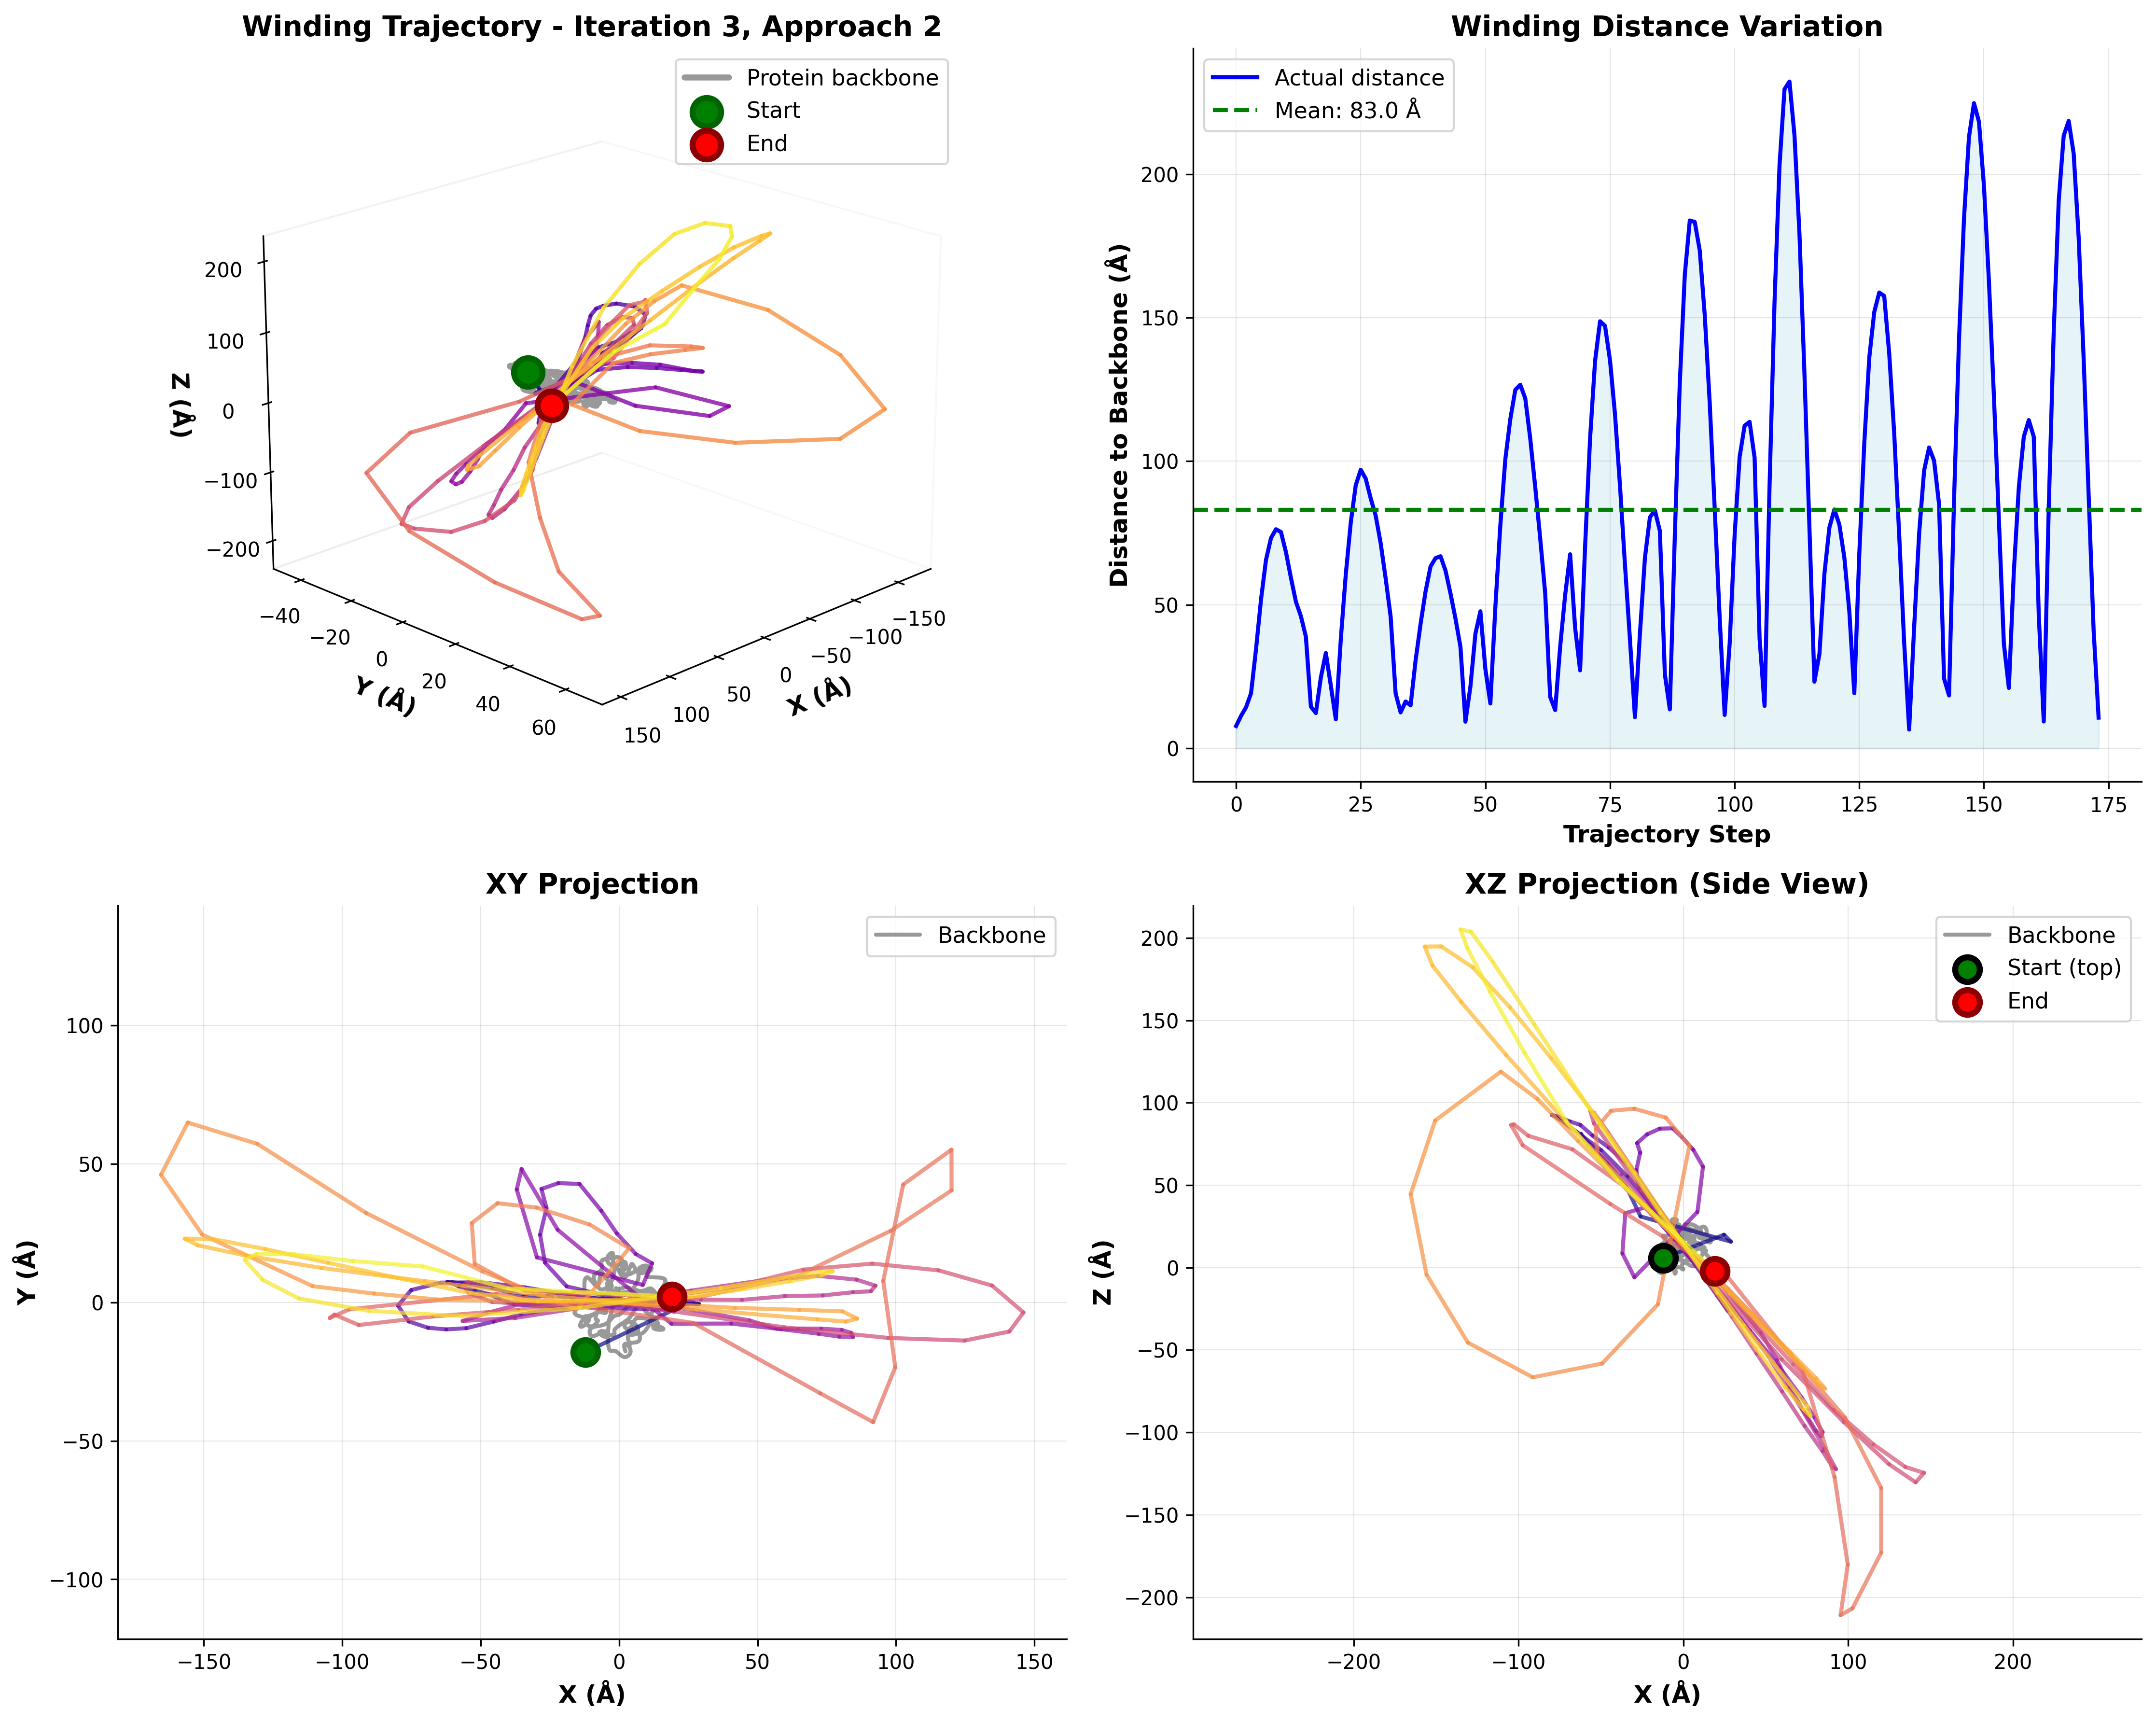 Winding Trajectory - Iteration 3, Approach 2
Protein backbone
Start
End
Z (Å)
200
100
0
−100
−200
−40
−20
0
20
40
60
Y (Å)
150
100
50
0
−50
−100
−150
X (Å)
Winding Distance Variation
Actual distance
Mean: 83.0 Å
Distance to Backbone (Å)
200
150
100
50
0
0 25 50 75 100 125 150 175
Trajectory Step
XY Projection
Backbone
Y (Å)
100
50
0
−50
−100
−150 −100 −50 0 50 100 150
X (Å)
XZ Projection (Side View)
Backbone
Start (top)
End
Z (Å)
200
150
100
50
0
−50
−100
−150
−200
−200 −100 0 100 200
X (Å)